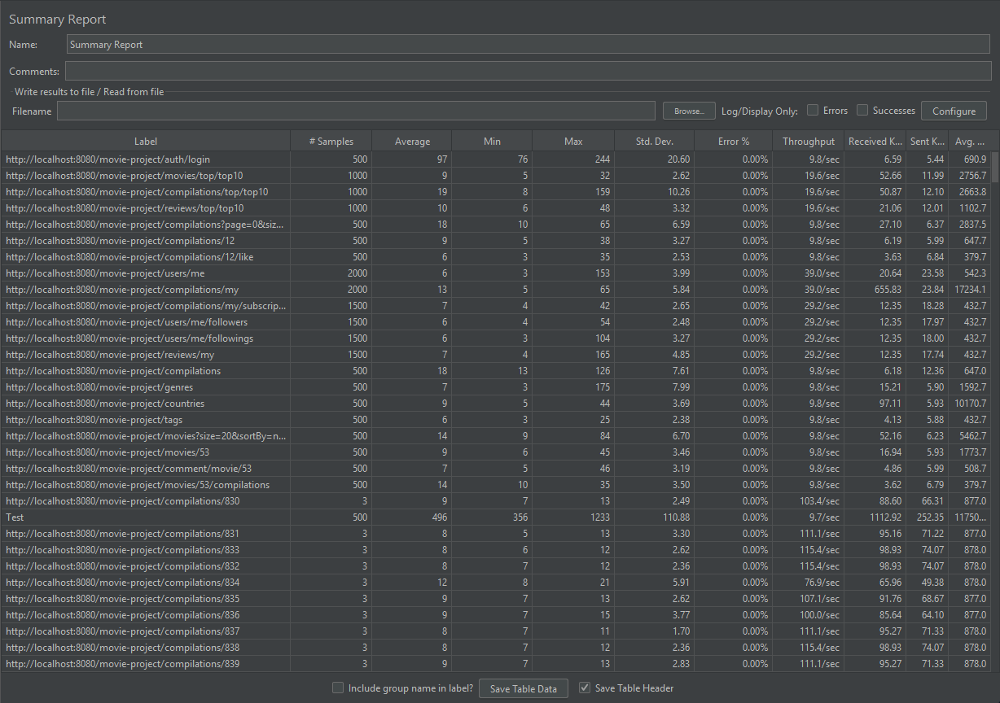 Summary Report
Name: Summary Report
Comments:
Write results to file / Read from file
Filename Browse... Log/Display Only: Errors Successes Configure
Label # Samples Average Min Max Std. Dev. Error % Throughput Received K... Sent K... Avg. ...
http://localhost:8080/movie-project/auth/login 500 97 76 244 20.60 0.00% 9.8/sec 6.59 5.44 690.9
http://localhost:8080/movie-project/movies/top/top10 1000 9 5 32 2.62 0.00% 19.6/sec 52.66 11.99 2756.7
http://localhost:8080/movie-project/compilations/top/top10 1000 19 8 159 10.26 0.00% 19.6/sec 50.87 12.10 2663.8
http://localhost:8080/movie-project/reviews/top/top10 1000 10 6 48 3.32 0.00% 19.6/sec 21.06 12.01 1102.7
http://localhost:8080/movie-project/compilations?page=0&siz... 500 18 10 65 6.59 0.00% 9.8/sec 27.10 6.37 2837.5
http://localhost:8080/movie-project/compilations/12 500 9 5 38 3.27 0.00% 9.8/sec 6.19 5.99 647.7
http://localhost:8080/movie-project/compilations/12/like 500 6 3 35 2.53 0.00% 9.8/sec 3.63 6.84 379.7
http://localhost:8080/movie-project/users/me 2000 6 3 153 3.99 0.00% 39.0/sec 20.64 23.58 542.3
http://localhost:8080/movie-project/compilations/my 2000 13 5 65 5.84 0.00% 39.0/sec 655.83 23.84 17234.1
http://localhost:8080/movie-project/compilations/my/subscrip... 1500 7 4 42 2.65 0.00% 29.2/sec 12.35 18.28 432.7
http://localhost:8080/movie-project/users/me/followers 1500 6 4 54 2.48 0.00% 29.2/sec 12.35 17.97 432.7
http://localhost:8080/movie-project/users/me/followings 1500 6 3 104 3.27 0.00% 29.2/sec 12.35 18.00 432.7
http://localhost:8080/movie-project/reviews/my 1500 7 4 165 4.85 0.00% 29.2/sec 12.35 17.74 432.7
http://localhost:8080/movie-project/compilations 500 18 13 126 7.61 0.00% 9.8/sec 6.18 12.36 647.0
http://localhost:8080/movie-project/genres 500 7 3 175 7.99 0.00% 9.8/sec 15.21 5.90 1592.7
http://localhost:8080/movie-project/countries 500 9 5 44 3.69 0.00% 9.8/sec 97.11 5.93 10170.7
http://localhost:8080/movie-project/tags 500 6 3 25 2.38 0.00% 9.8/sec 4.13 5.88 432.7
http://localhost:8080/movie-project/movies?size=20&sortBy=n... 500 14 9 84 6.70 0.00% 9.8/sec 52.16 6.23 5462.7
http://localhost:8080/movie-project/movies/53 500 9 6 45 3.46 0.00% 9.8/sec 16.94 5.93 1773.7
http://localhost:8080/movie-project/comment/movie/53 500 7 5 46 3.19 0.00% 9.8/sec 4.86 5.99 508.7
http://localhost:8080/movie-project/movies/53/compilations 500 14 10 35 3.50 0.00% 9.8/sec 3.62 6.79 379.7
http://localhost:8080/movie-project/compilations/830 3 9 7 13 2.49 0.00% 103.4/sec 88.60 66.31 877.0
Test 500 496 356 1233 110.88 0.00% 9.7/sec 1112.92 252.35 11750...
http://localhost:8080/movie-project/compilations/831 3 8 5 13 3.30 0.00% 111.1/sec 95.16 71.22 877.0
http://localhost:8080/movie-project/compilations/833 3 8 6 12 2.62 0.00% 115.4/sec 98.93 74.07 878.0
http://localhost:8080/movie-project/compilations/832 3 8 7 12 2.36 0.00% 115.4/sec 98.93 74.07 878.0
http://localhost:8080/movie-project/compilations/834 3 12 8 21 5.91 0.00% 76.9/sec 65.96 49.38 878.0
http://localhost:8080/movie-project/compilations/835 3 9 7 13 2.62 0.00% 107.1/sec 91.76 68.67 877.0
http://localhost:8080/movie-project/compilations/836 3 9 7 15 3.77 0.00% 100.0/sec 85.64 64.10 877.0
http://localhost:8080/movie-project/compilations/837 3 8 7 11 1.70 0.00% 111.1/sec 95.27 71.33 878.0
http://localhost:8080/movie-project/compilations/838 3 8 7 12 2.36 0.00% 115.4/sec 98.93 74.07 878.0
http://localhost:8080/movie-project/compilations/839 3 9 7 13 2.83 0.00% 111.1/sec 95.27 71.33 878.0
Include group name in label? Save Table Data Save Table Header